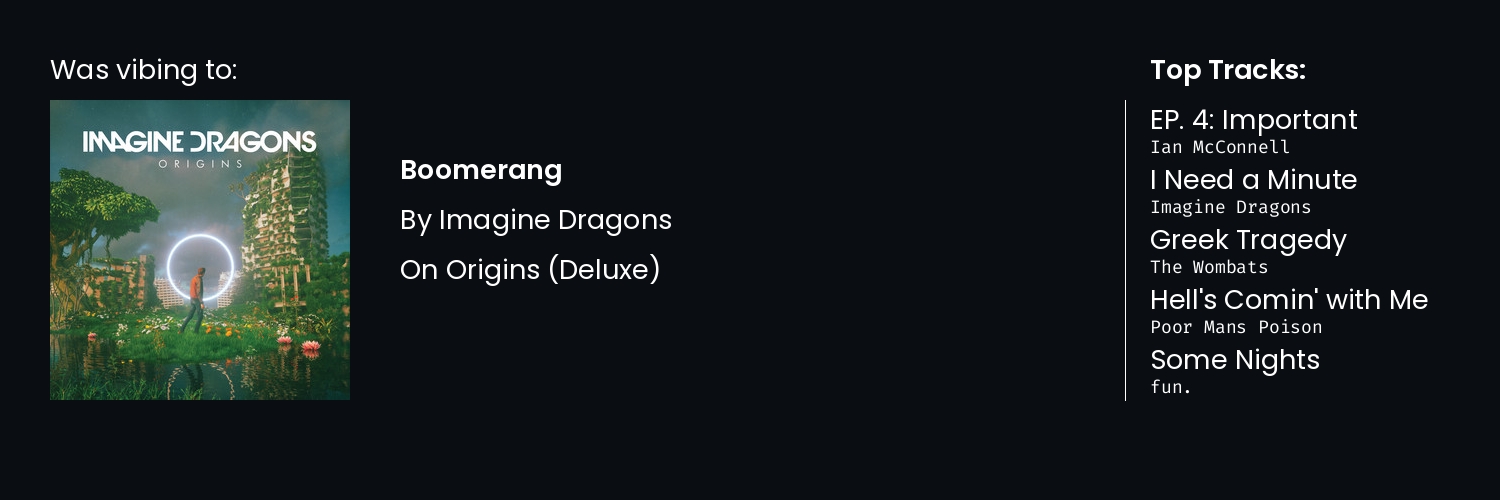 Was vibing to:
IMAGINE DRAGONS
ORIGINS
Boomerang
By Imagine Dragons
On Origins (Deluxe)
Top Tracks:
EP. 4: Important
Ian McConnell
I Need a Minute
Imagine Dragons
Greek Tragedy
The Wombats
Hell's Comin' with Me
Poor Mans Poison
Some Nights
fun.